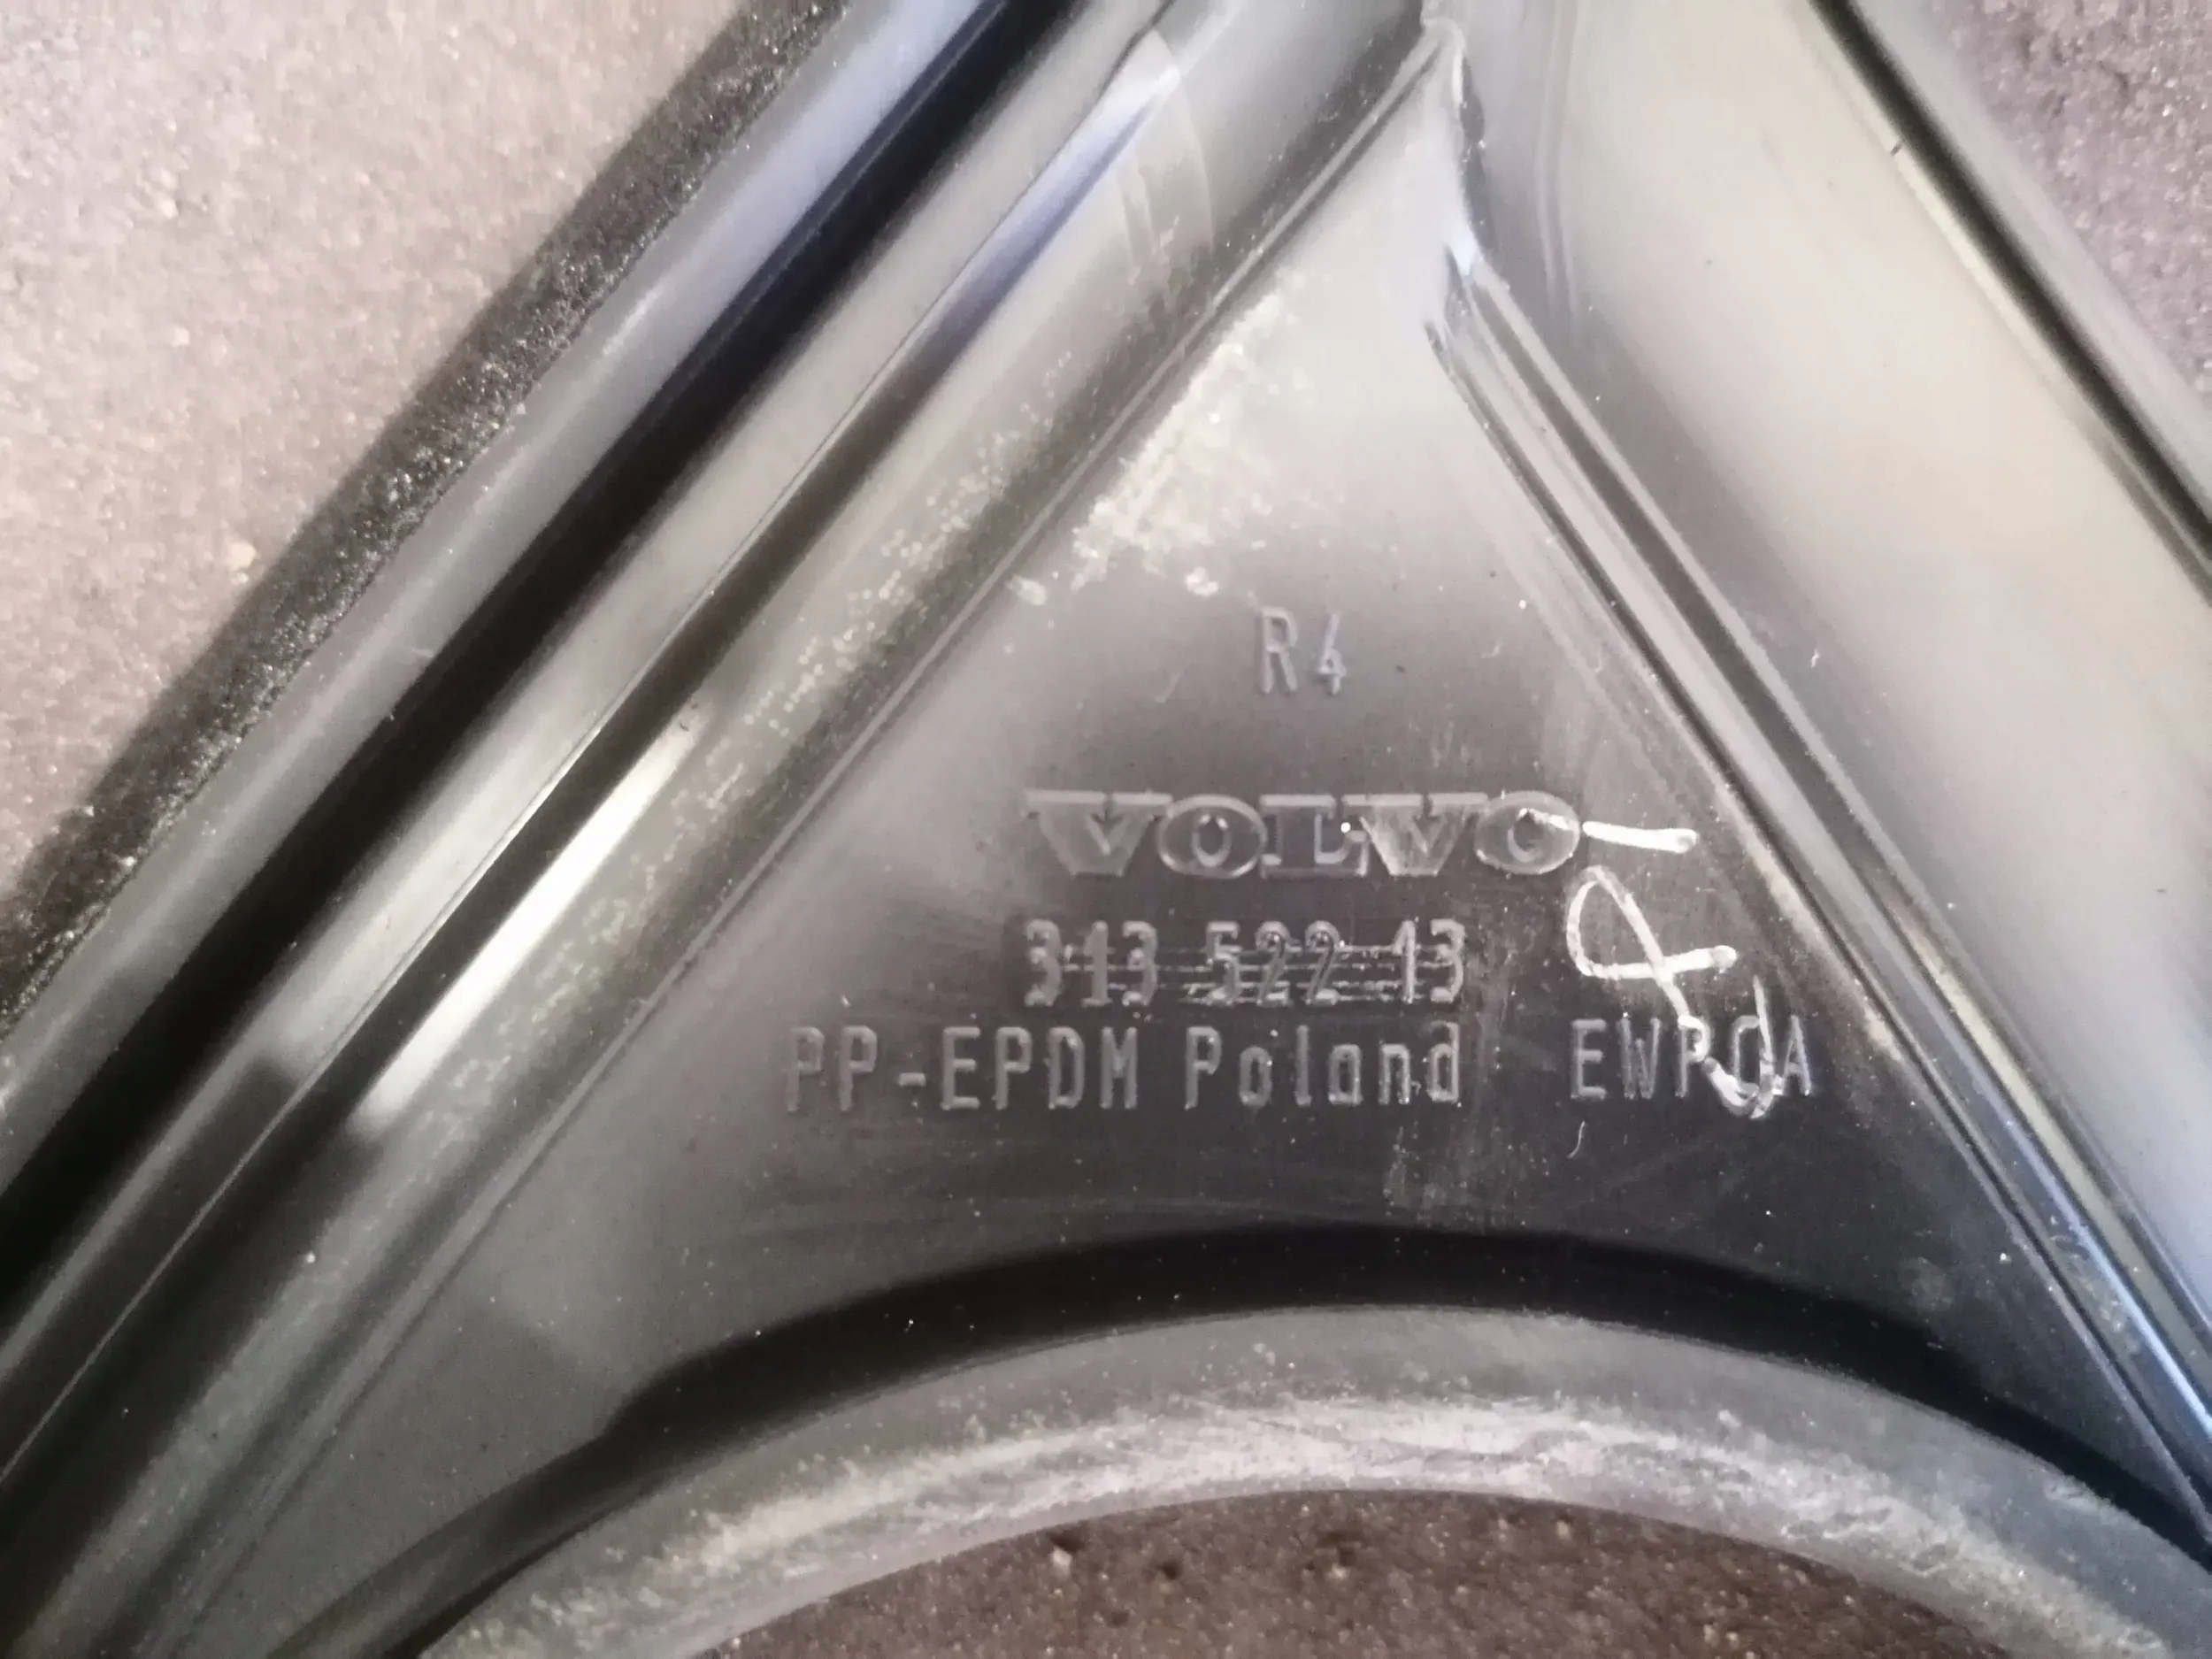 R4
VOLVO
313 522 13
PP-EPDM Poland EWPOA